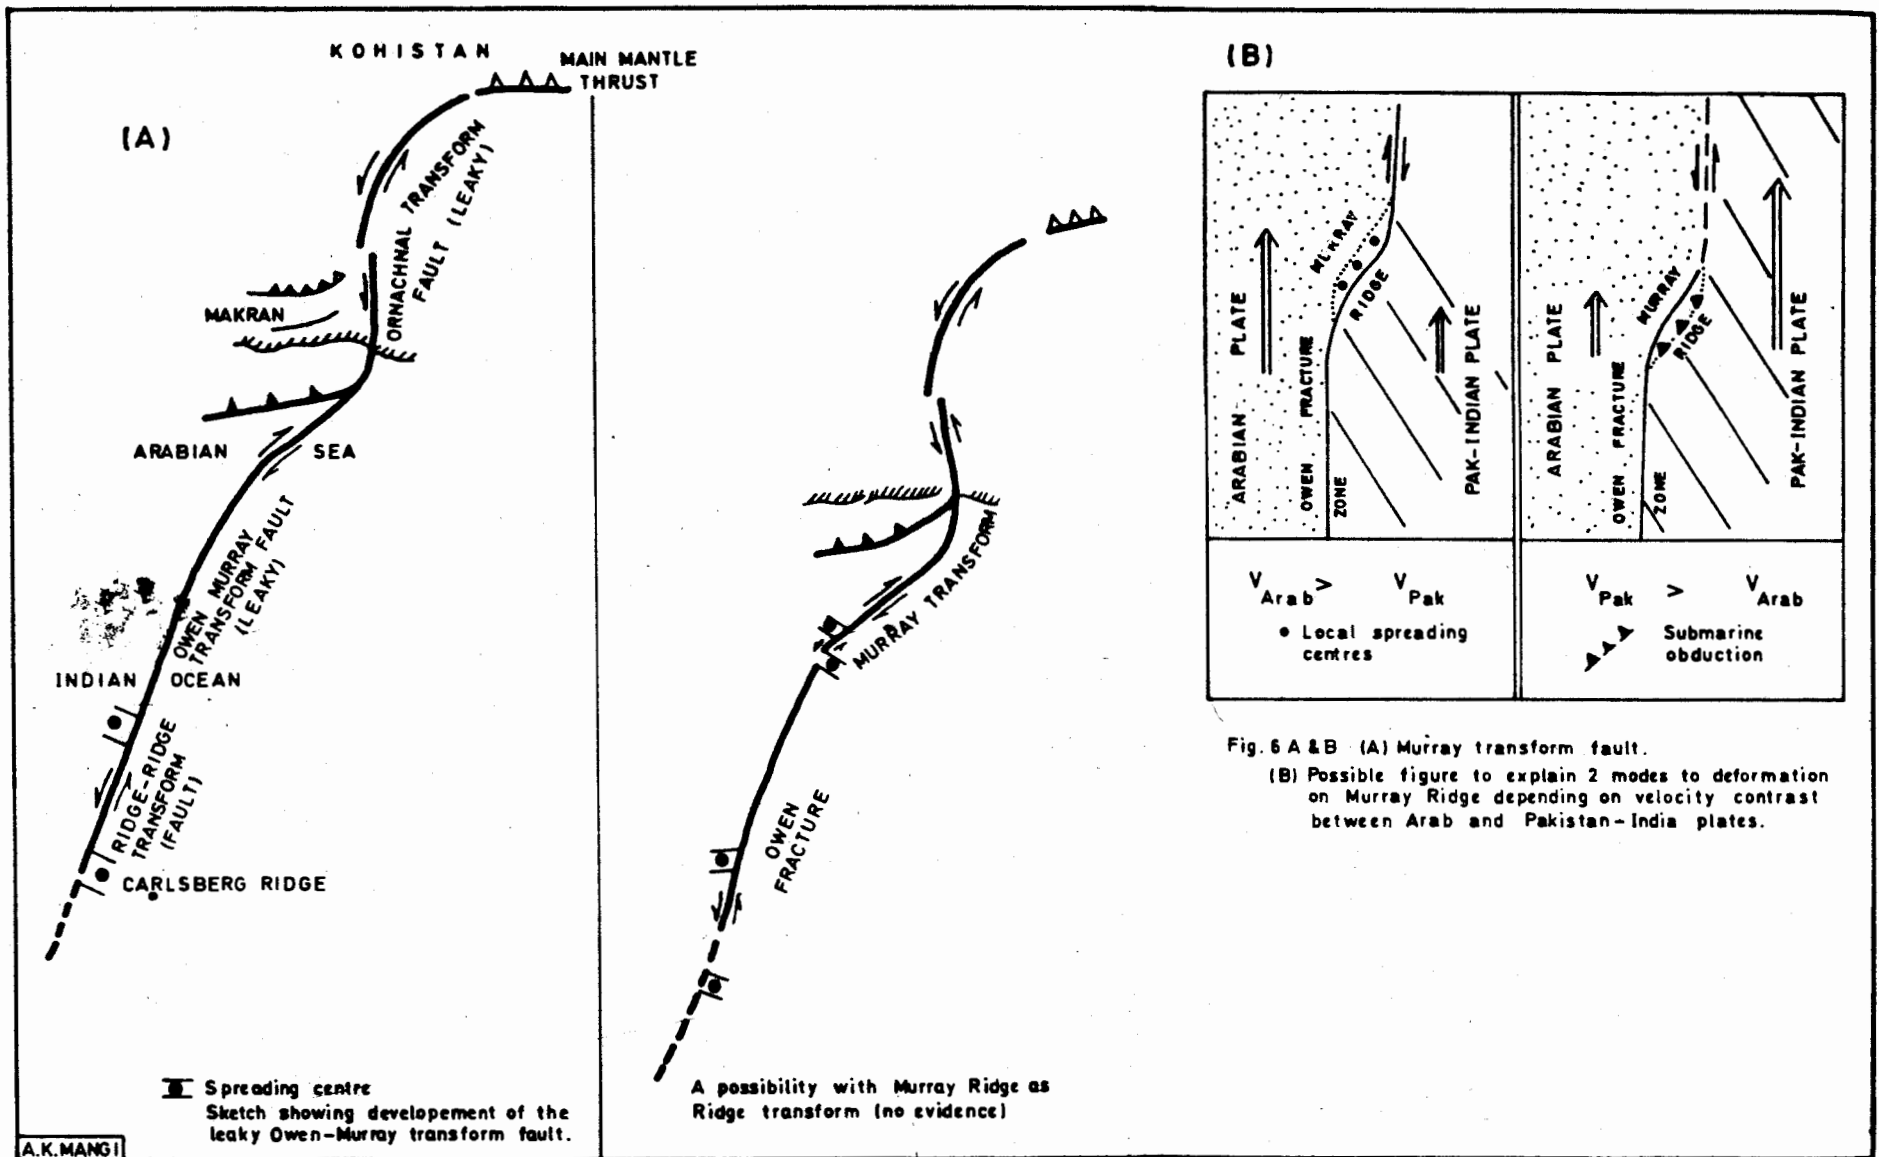 (A)
KOHISTAN
MAIN MANTLE
THRUST
ORNACHNAL TRANSFORM
FAULT (LEAKY)
MAKRAN
ARABIAN SEA
OWEN MURRAY
TRANSFORM FAULT
(LEAKY)
INDIAN OCEAN
RIDGE-RIDGE
TRANSFORM
(FAULT)
CARLSBERG RIDGE
Spreading centre
Sketch showing developement of the
leaky Owen-Murray transform fault.
A.K.MANGI
MURRAY TRANSFORM
OWEN
FRACTURE
A possibility with Murray Ridge as
Ridge transform (no evidence)
(B)
ARABIAN PLATE
OWEN FRACTURE
ZONE
MURRAY
RIDGE
PAK-INDIAN PLATE
V Arab > V Pak
• Local spreading
centres
ARABIAN PLATE
OWEN FRACTURE
ZONE
MURRAY
RIDGE
PAK-INDIAN PLATE
V Pak > V Arab
Submarine
obduction
Fig. 6 A & B (A) Murray transform fault.
(B) Possible figure to explain 2 modes to deformation
on Murray Ridge depending on velocity contrast
between Arab and Pakistan-India plates.